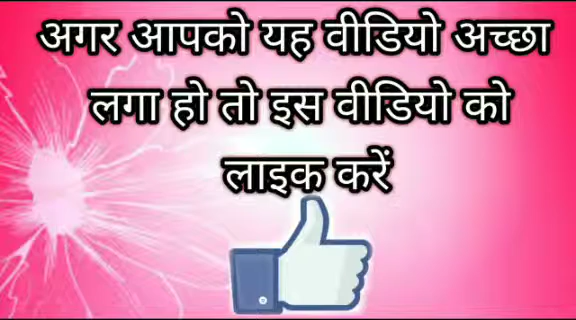 अगर आपको यह वीडियो अच्छा
लगा हो तो इस वीडियो को
लाइक करें